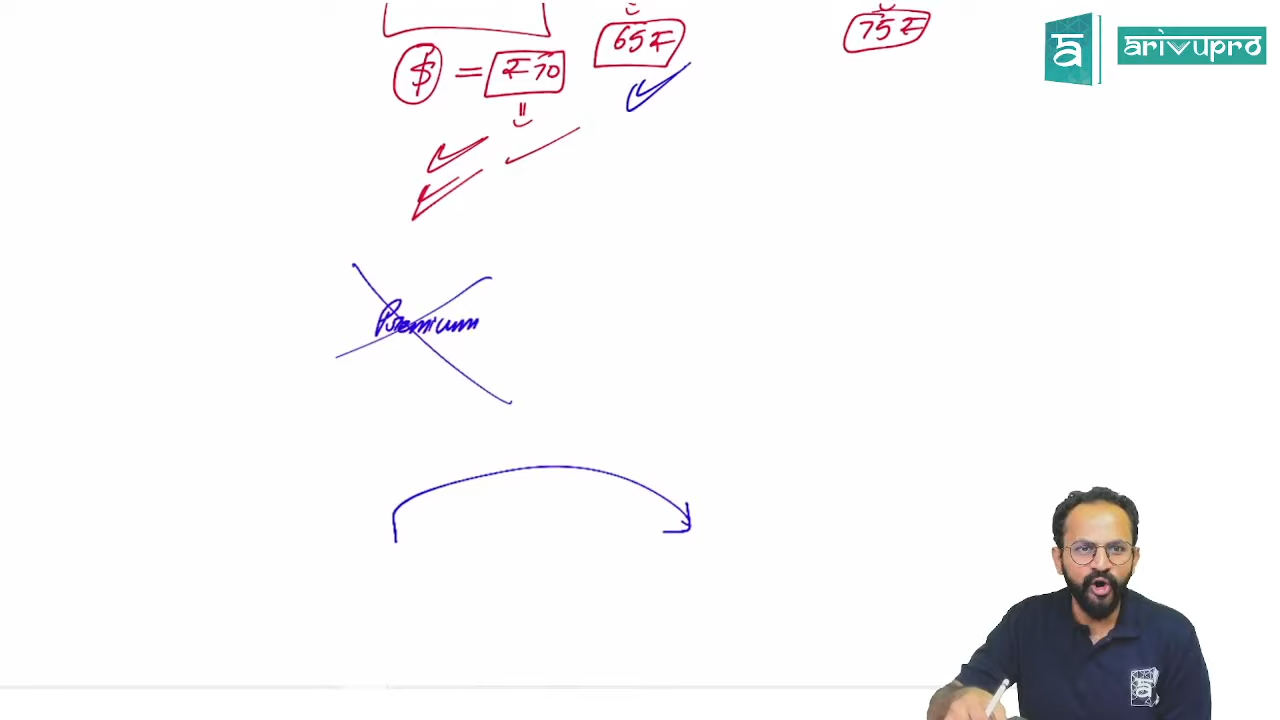 65₹
75₹
$ = ₹70
Premium
arivupro